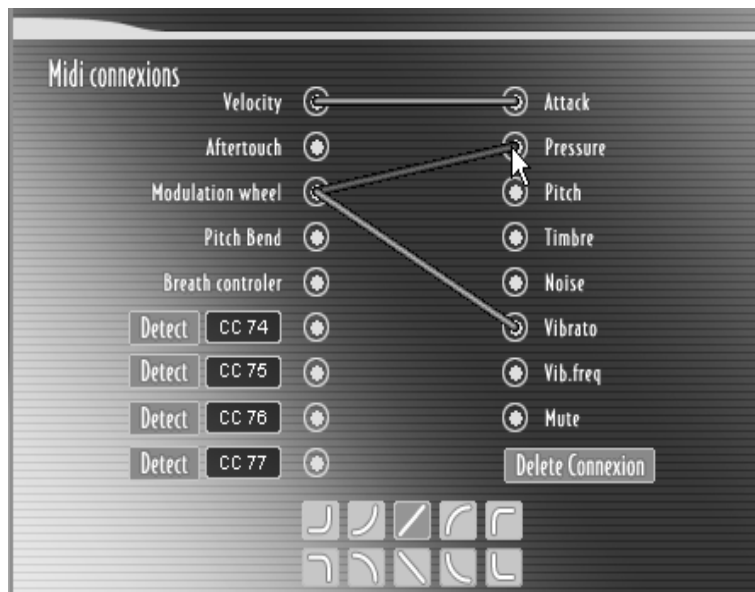 Midi connexions
Velocity Attack
Aftertouch Pressure
Modulation wheel Pitch
Pitch Bend Timbre
Breath controler Noise
Detect CC 74 Vibrato
Detect CC 75 Vib.freq
Detect CC 76 Mute
Detect CC 77 Delete Connexion